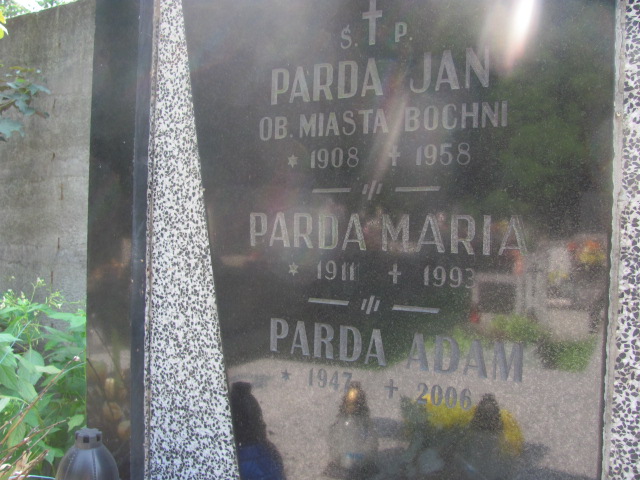 Ś. P.
PARDA JAN
OB. MIASTA BOCHNI
* 1908 + 1958
PARDA MARIA
* 1911 + 1993
PARDA ADAM
* 1947 + 2006